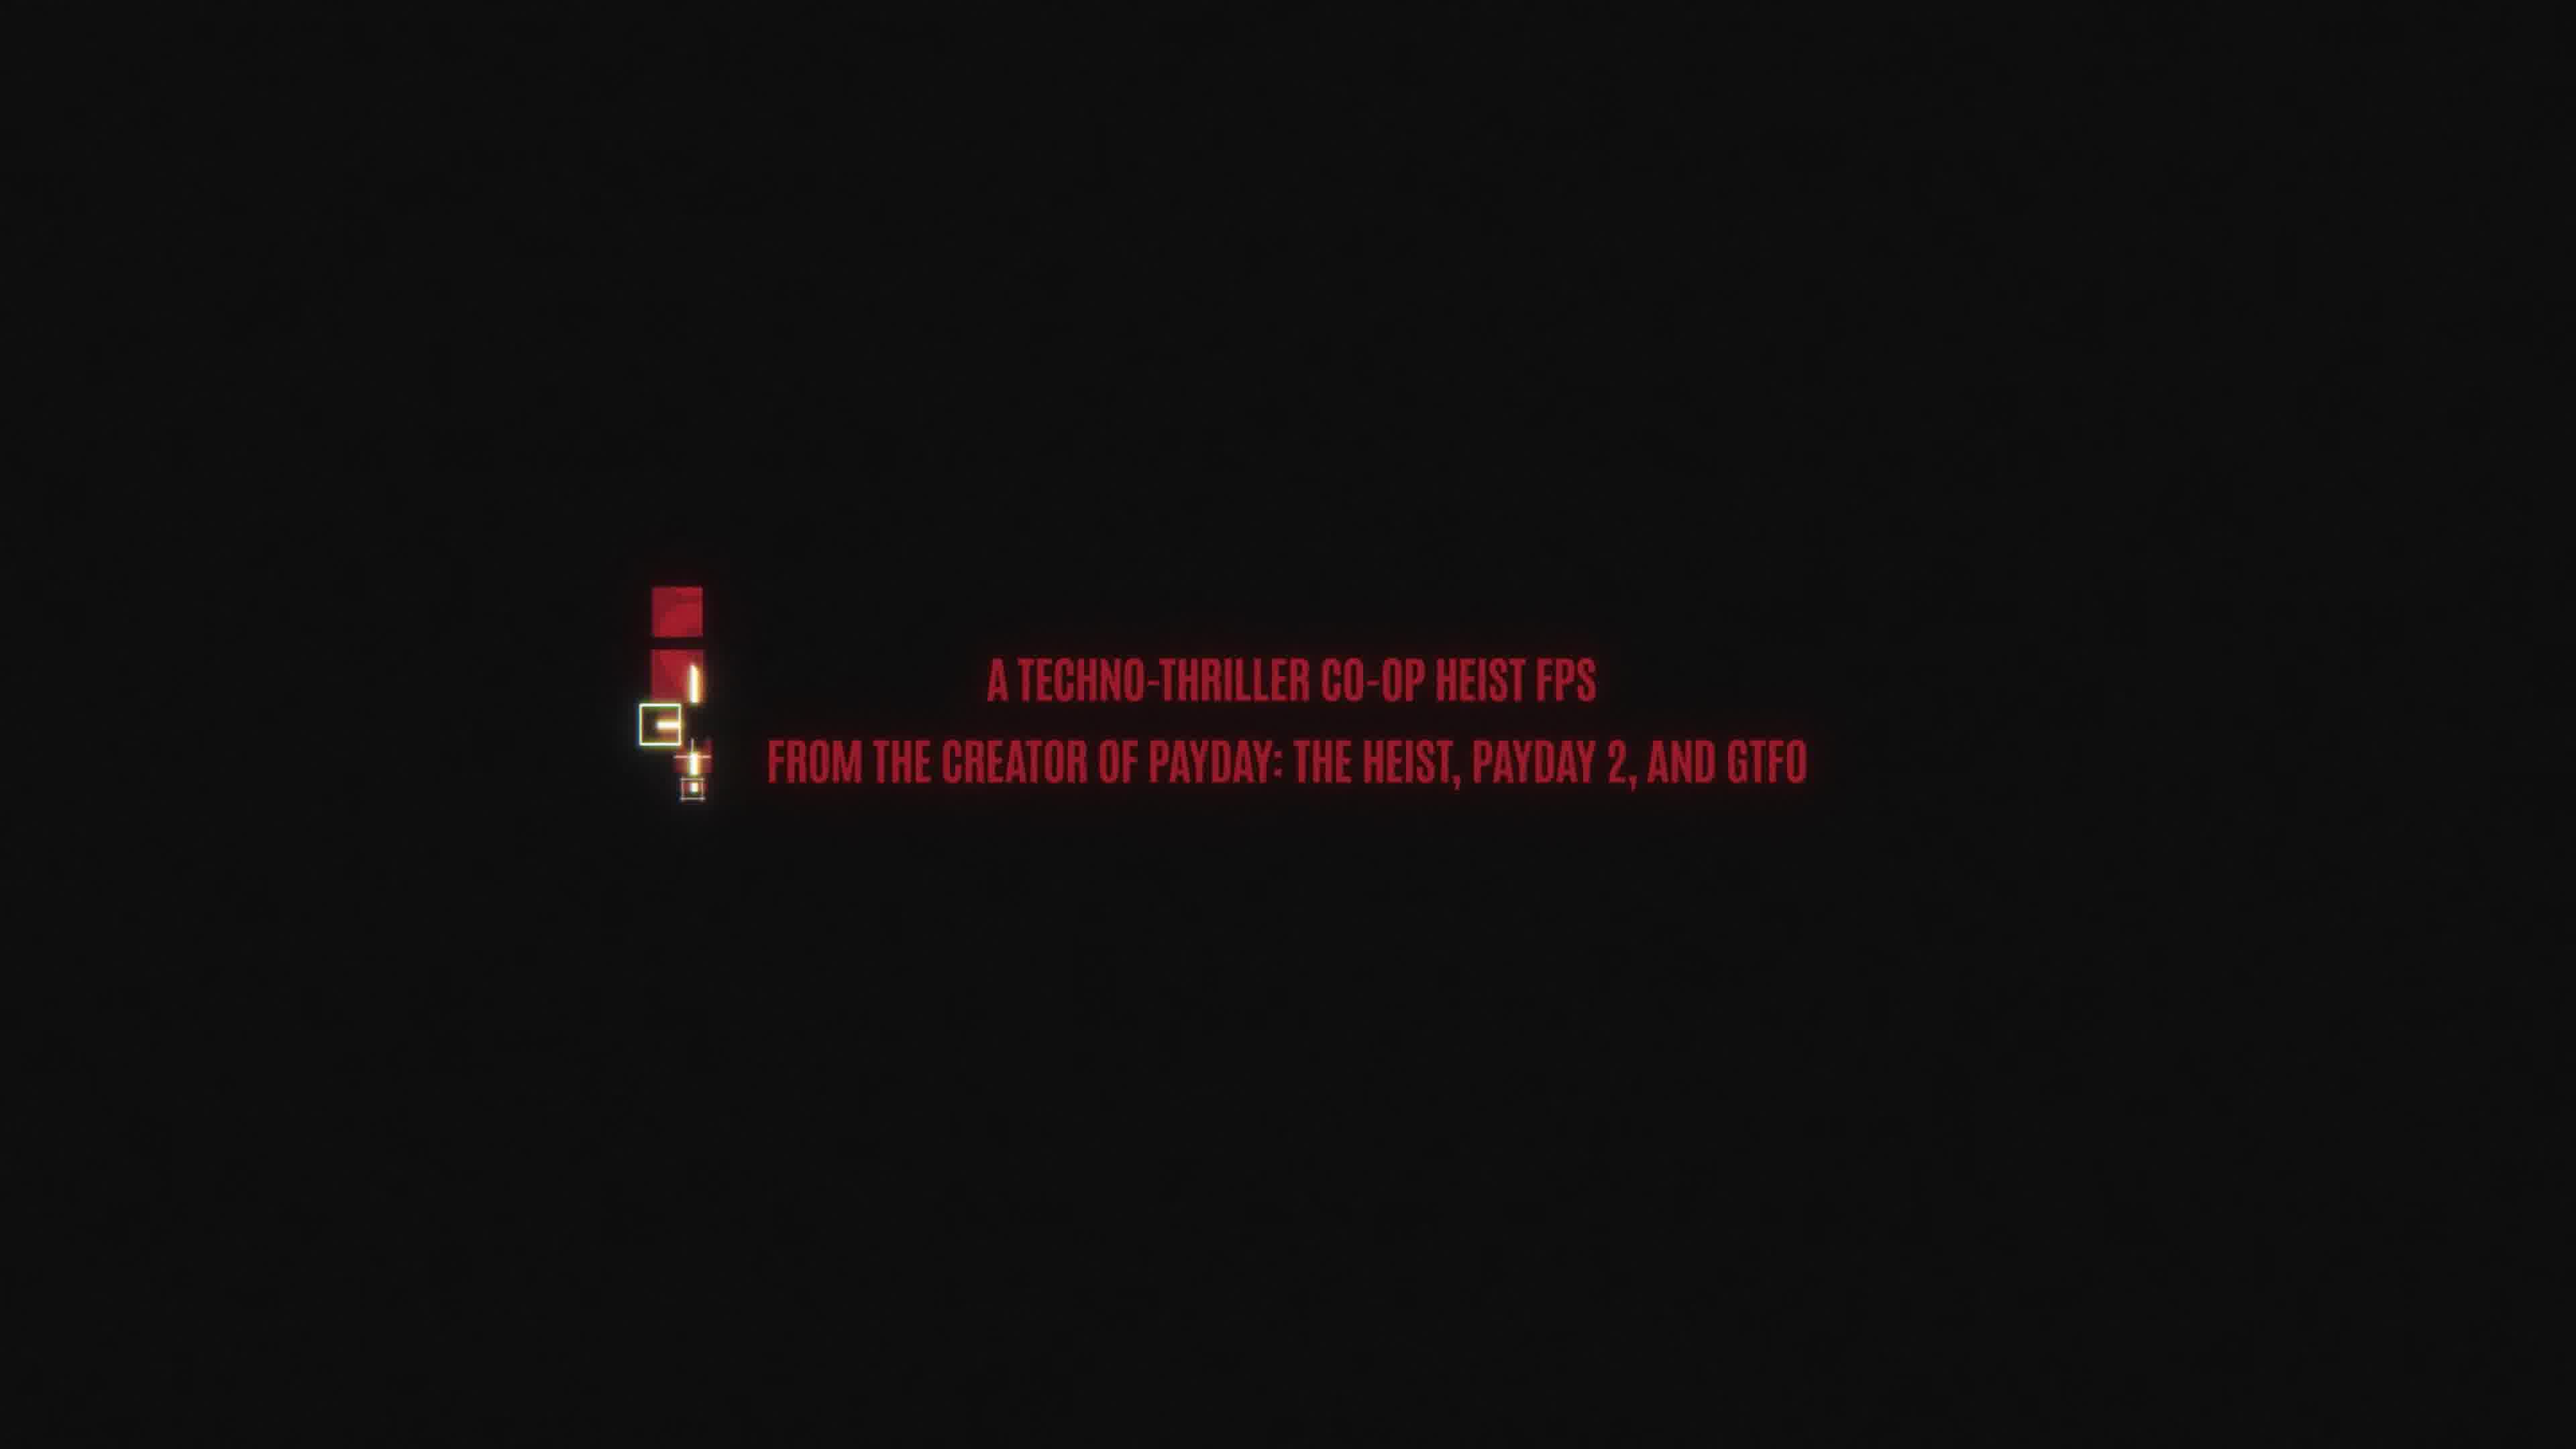 A TECHNO-THRILLER CO-OP HEIST FPS
FROM THE CREATOR OF PAYDAY: THE HEIST, PAYDAY 2, AND GTFO